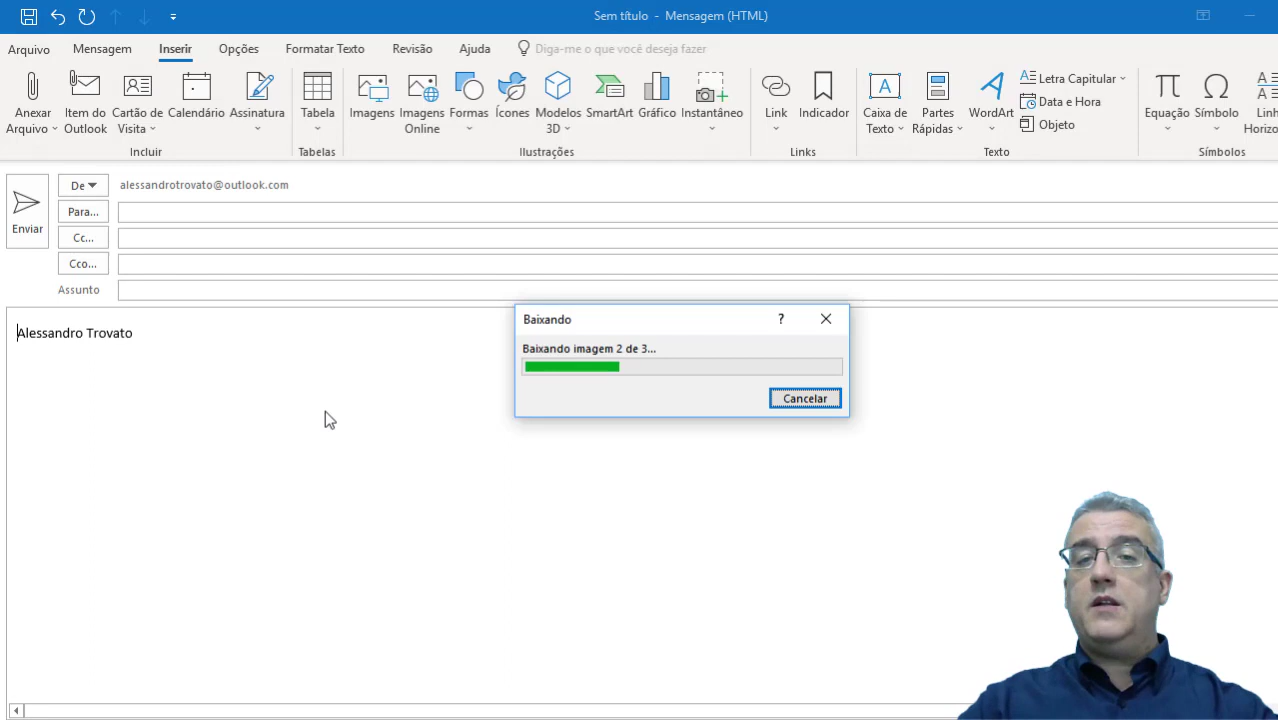 Sem título - Mensagem (HTML)
Arquivo Mensagem Inserir Opções Formatar Texto Revisão Ajuda Diga-me o que você deseja fazer
Anexar Arquivo
Item do Outlook
Cartão de Visita
Calendário
Assinatura
Incluir
Tabela
Tabelas
Imagens
Imagens Online
Formas
Ícones
Modelos 3D
SmartArt
Gráfico
Instantâneo
Ilustrações
Link
Indicador
Links
Caixa de Texto
Partes Rápidas
WordArt
Letra Capitular
Data e Hora
Objeto
Texto
Equação
Símbolo
Símbolos
Enviar
De alessandrotrovato@outlook.com
Para...
Cc...
Cco...
Assunto
Alessandro Trovato
Baixando ?
Baixando imagem 2 de 3...
Cancelar